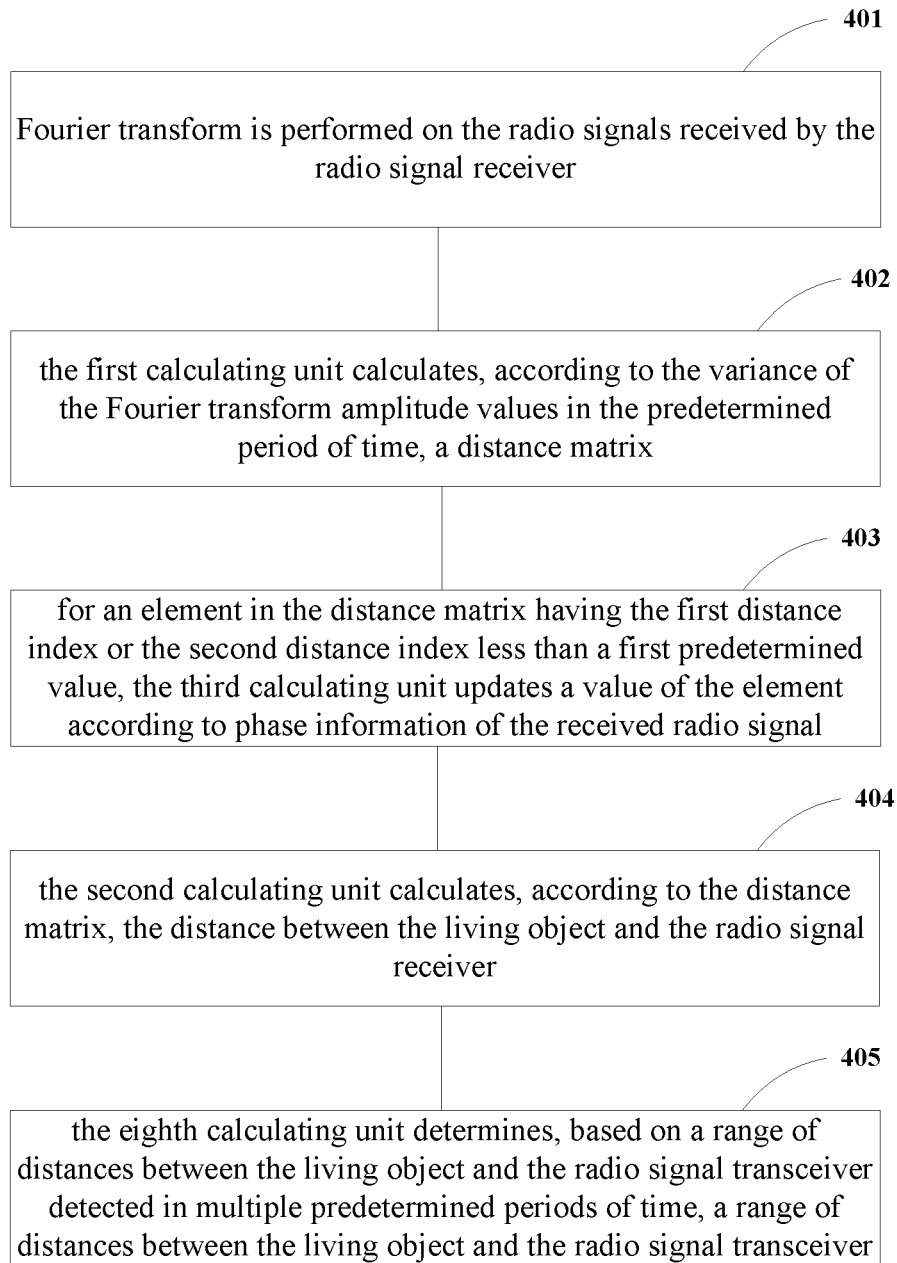 401
Fourier transform is performed on the radio signals received by the
radio signal receiver
402
the first calculating unit calculates, according to the variance of
the Fourier transform amplitude values in the predetermined
period of time, a distance matrix
403
for an element in the distance matrix having the first distance
index or the second distance index less than a first predetermined
value, the third calculating unit updates a value of the element
according to phase information of the received radio signal
404
the second calculating unit calculates, according to the distance
matrix, the distance between the living object and the radio signal
receiver
405
the eighth calculating unit determines, based on a range of
distances between the living object and the radio signal transceiver
detected in multiple predetermined periods of time, a range of
distances between the living object and the radio signal transceiver